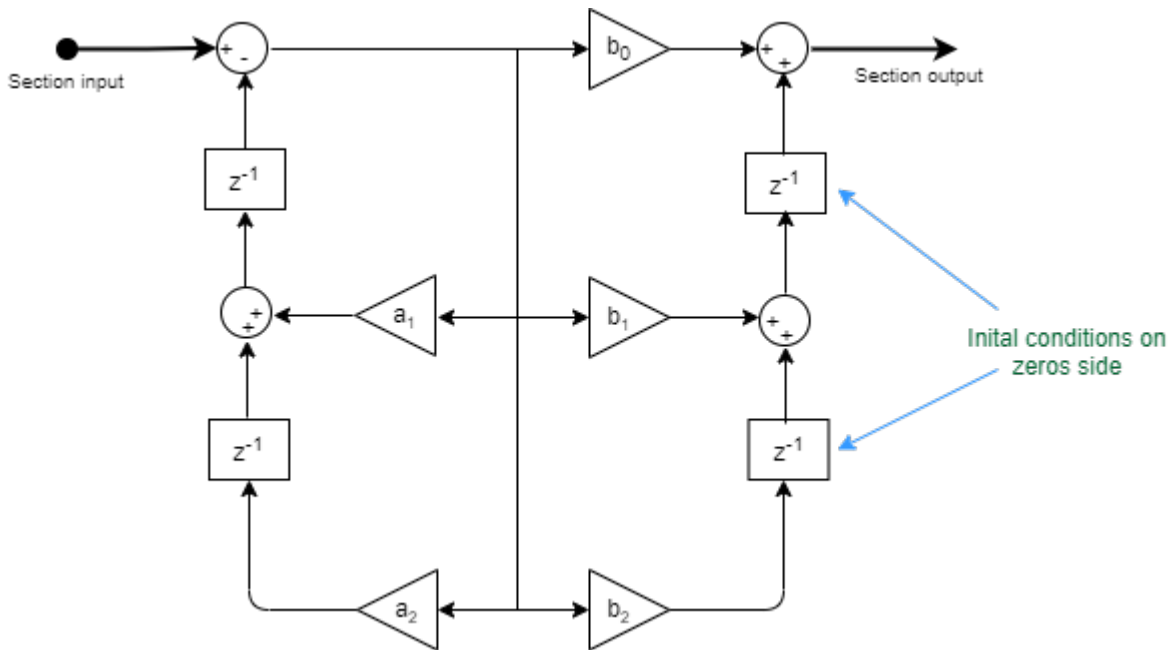 +
-
b₀
+
+
Section input
Section output
z⁻¹
z⁻¹
+
+
a₁
b₁
+
+
Inital conditions on
zeros side
z⁻¹
z⁻¹
a₂
b₂